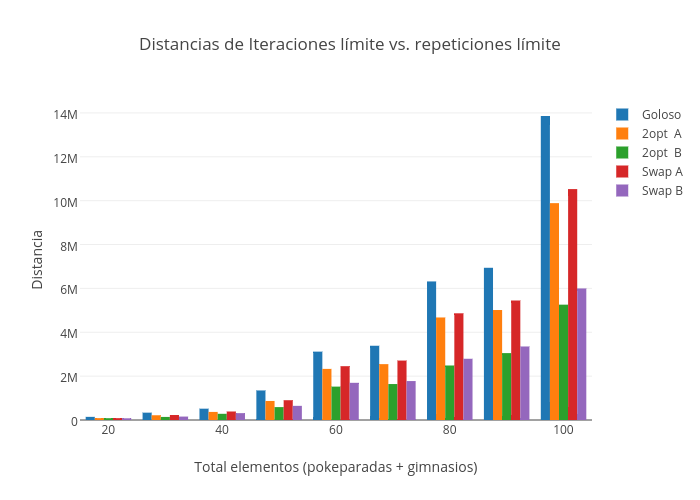 Distancias de Iteraciones límite vs. repeticiones límite
14M
12M
10M
8M
6M
4M
2M
0
Distancia
20
40
60
80
100
Total elementos (pokeparadas + gimnasios)
Goloso
2opt A
2opt B
Swap A
Swap B